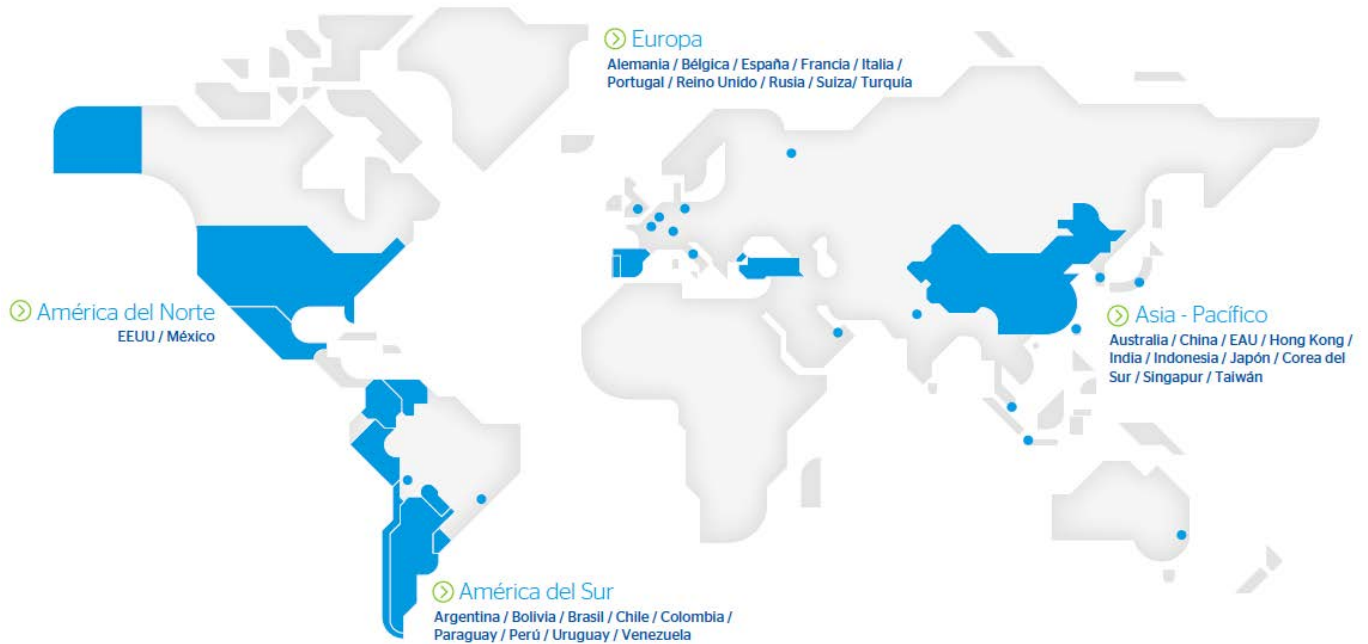 Europa
Alemania / Bélgica / España / Francia / Italia /
Portugal / Reino Unido / Rusia / Suiza/ Turquía
América del Norte
EEUU / México
Asia - Pacífico
Australia / China / EAU / Hong Kong /
India / Indonesia / Japón / Corea del
Sur / Singapur / Taiwán
América del Sur
Argentina / Bolivia / Brasil / Chile / Colombia /
Paraguay / Perú / Uruguay / Venezuela